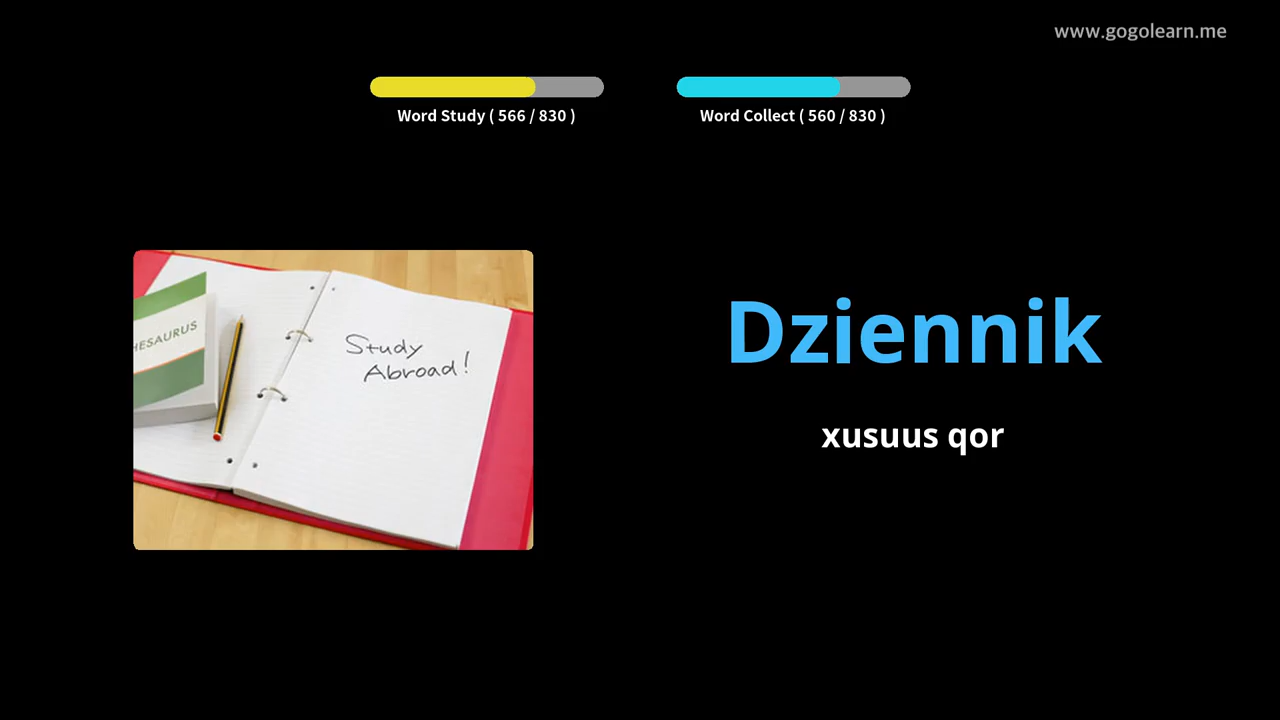 www.gogolearn.me
Word Study ( 566 / 830 )
Word Collect ( 560 / 830 )
HESAURUS
Study
Abroad!
Dziennik
xusuus qor